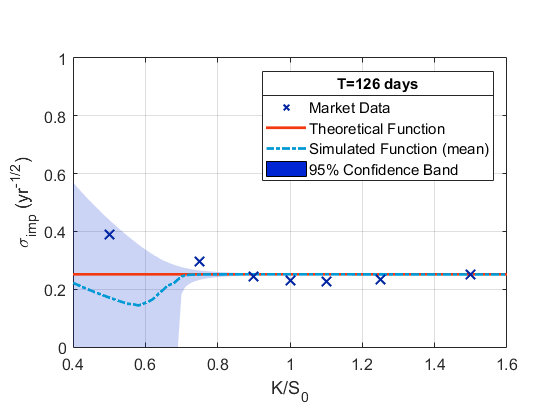 T=126 days
Market Data
Theoretical Function
Simulated Function (mean)
95% Confidence Band
σ_imp (yr^-1/2)
1
0.8
0.6
0.4
0.2
0
0.4 0.6 0.8 1 1.2 1.4 1.6
K/S_0